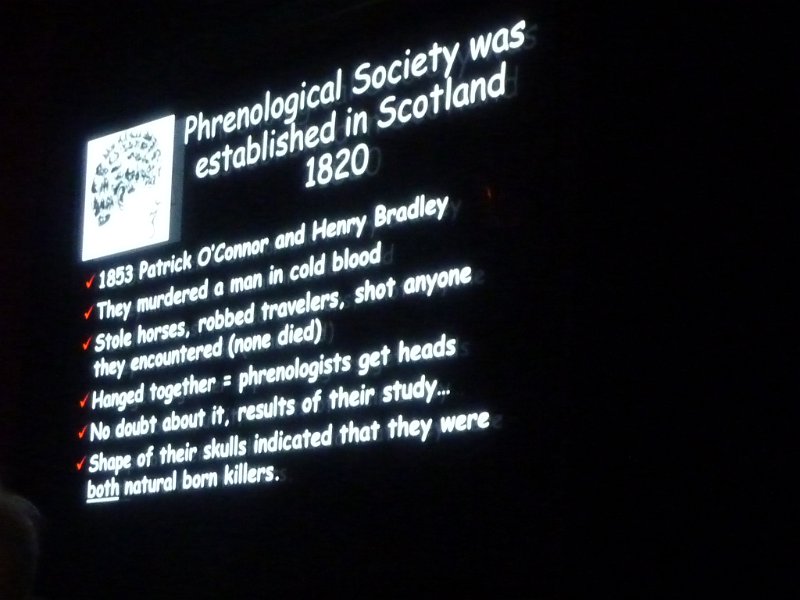 Phrenological Society was
established in Scotland
1820
✓1853 Patrick O'Connor and Henry Bradley
✓They murdered a man in cold blood
✓Stole horses, robbed travelers, shot anyone
they encountered (none died)
✓Hanged together = phrenologists get heads
✓No doubt about it, results of their study...
✓Shape of their skulls indicated that they were
both natural born killers.